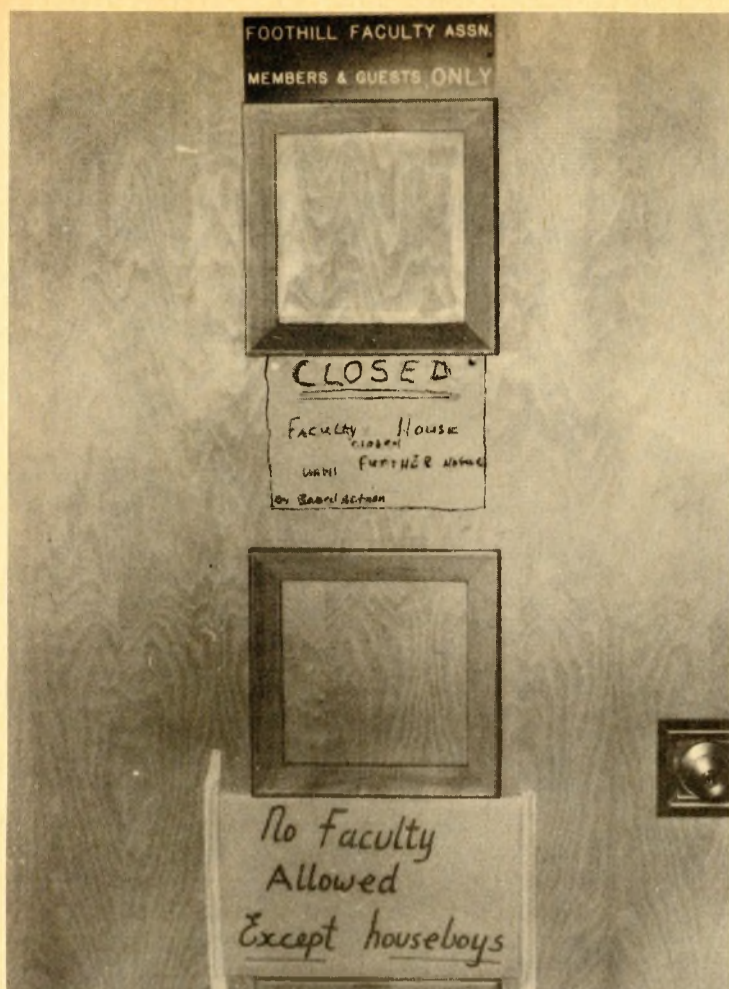 FOOTHILL FACULTY ASSN.
MEMBERS & GUESTS ONLY
CLOSED
FACULTY HOUSE
CLOSED
UNTIL FURTHER NOTICE
By Board Action
No Faculty
Allowed
Except houseboys